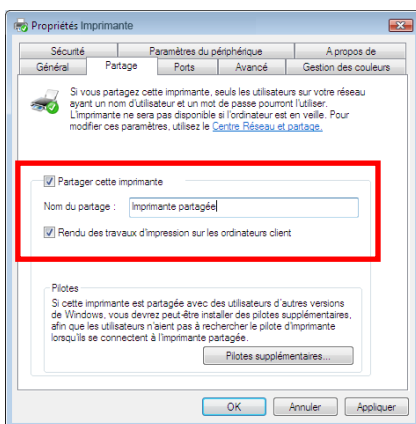 Propriétés Imprimante
Sécurité Paramètres du périphérique A propos de
Général Partage Ports Avancé Gestion des couleurs
Si vous partagez cette imprimante, seuls les utilisateurs sur votre réseau
ayant un nom d'utilisateur et un mot de passe pourront l'utiliser.
L'imprimante ne sera pas disponible si l'ordinateur est en veille. Pour
modifier ces paramètres, utilisez le Centre Réseau et partage.
Partager cette imprimante
Nom du partage : Imprimante partagée
Rendu des travaux d'impression sur les ordinateurs client
Pilotes
Si cette imprimante est partagée avec des utilisateurs d'autres versions
de Windows, vous devrez peut-être installer des pilotes supplémentaires,
afin que les utilisateurs n'aient pas à rechercher le pilote d'imprimante
lorsqu'ils se connectent à l'imprimante partagée.
Pilotes supplémentaires...
OK Annuler Appliquer